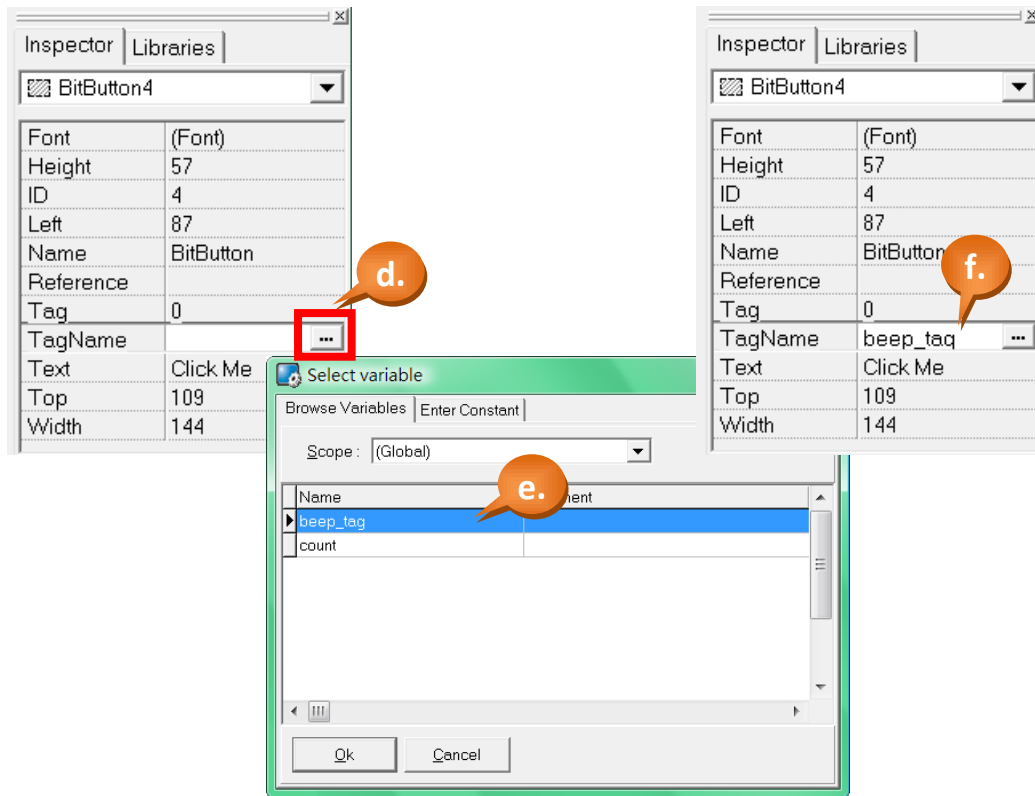 Inspector Libraries
BitButton4
Font (Font)
Height 57
ID 4
Left 87
Name BitButton
Reference
Tag 0
TagName ...
Text Click Me
Top 109
Width 144
d.
Select variable
Browse Variables Enter Constant
Scope : (Global)
e.
Name
beep_tag
count
Ok Cancel
Inspector Libraries
BitButton4
Font (Font)
Height 57
ID 4
Left 87
Name BitButton
Reference
Tag 0
TagName beep_tag ...
Text Click Me
Top 109
Width 144
f.